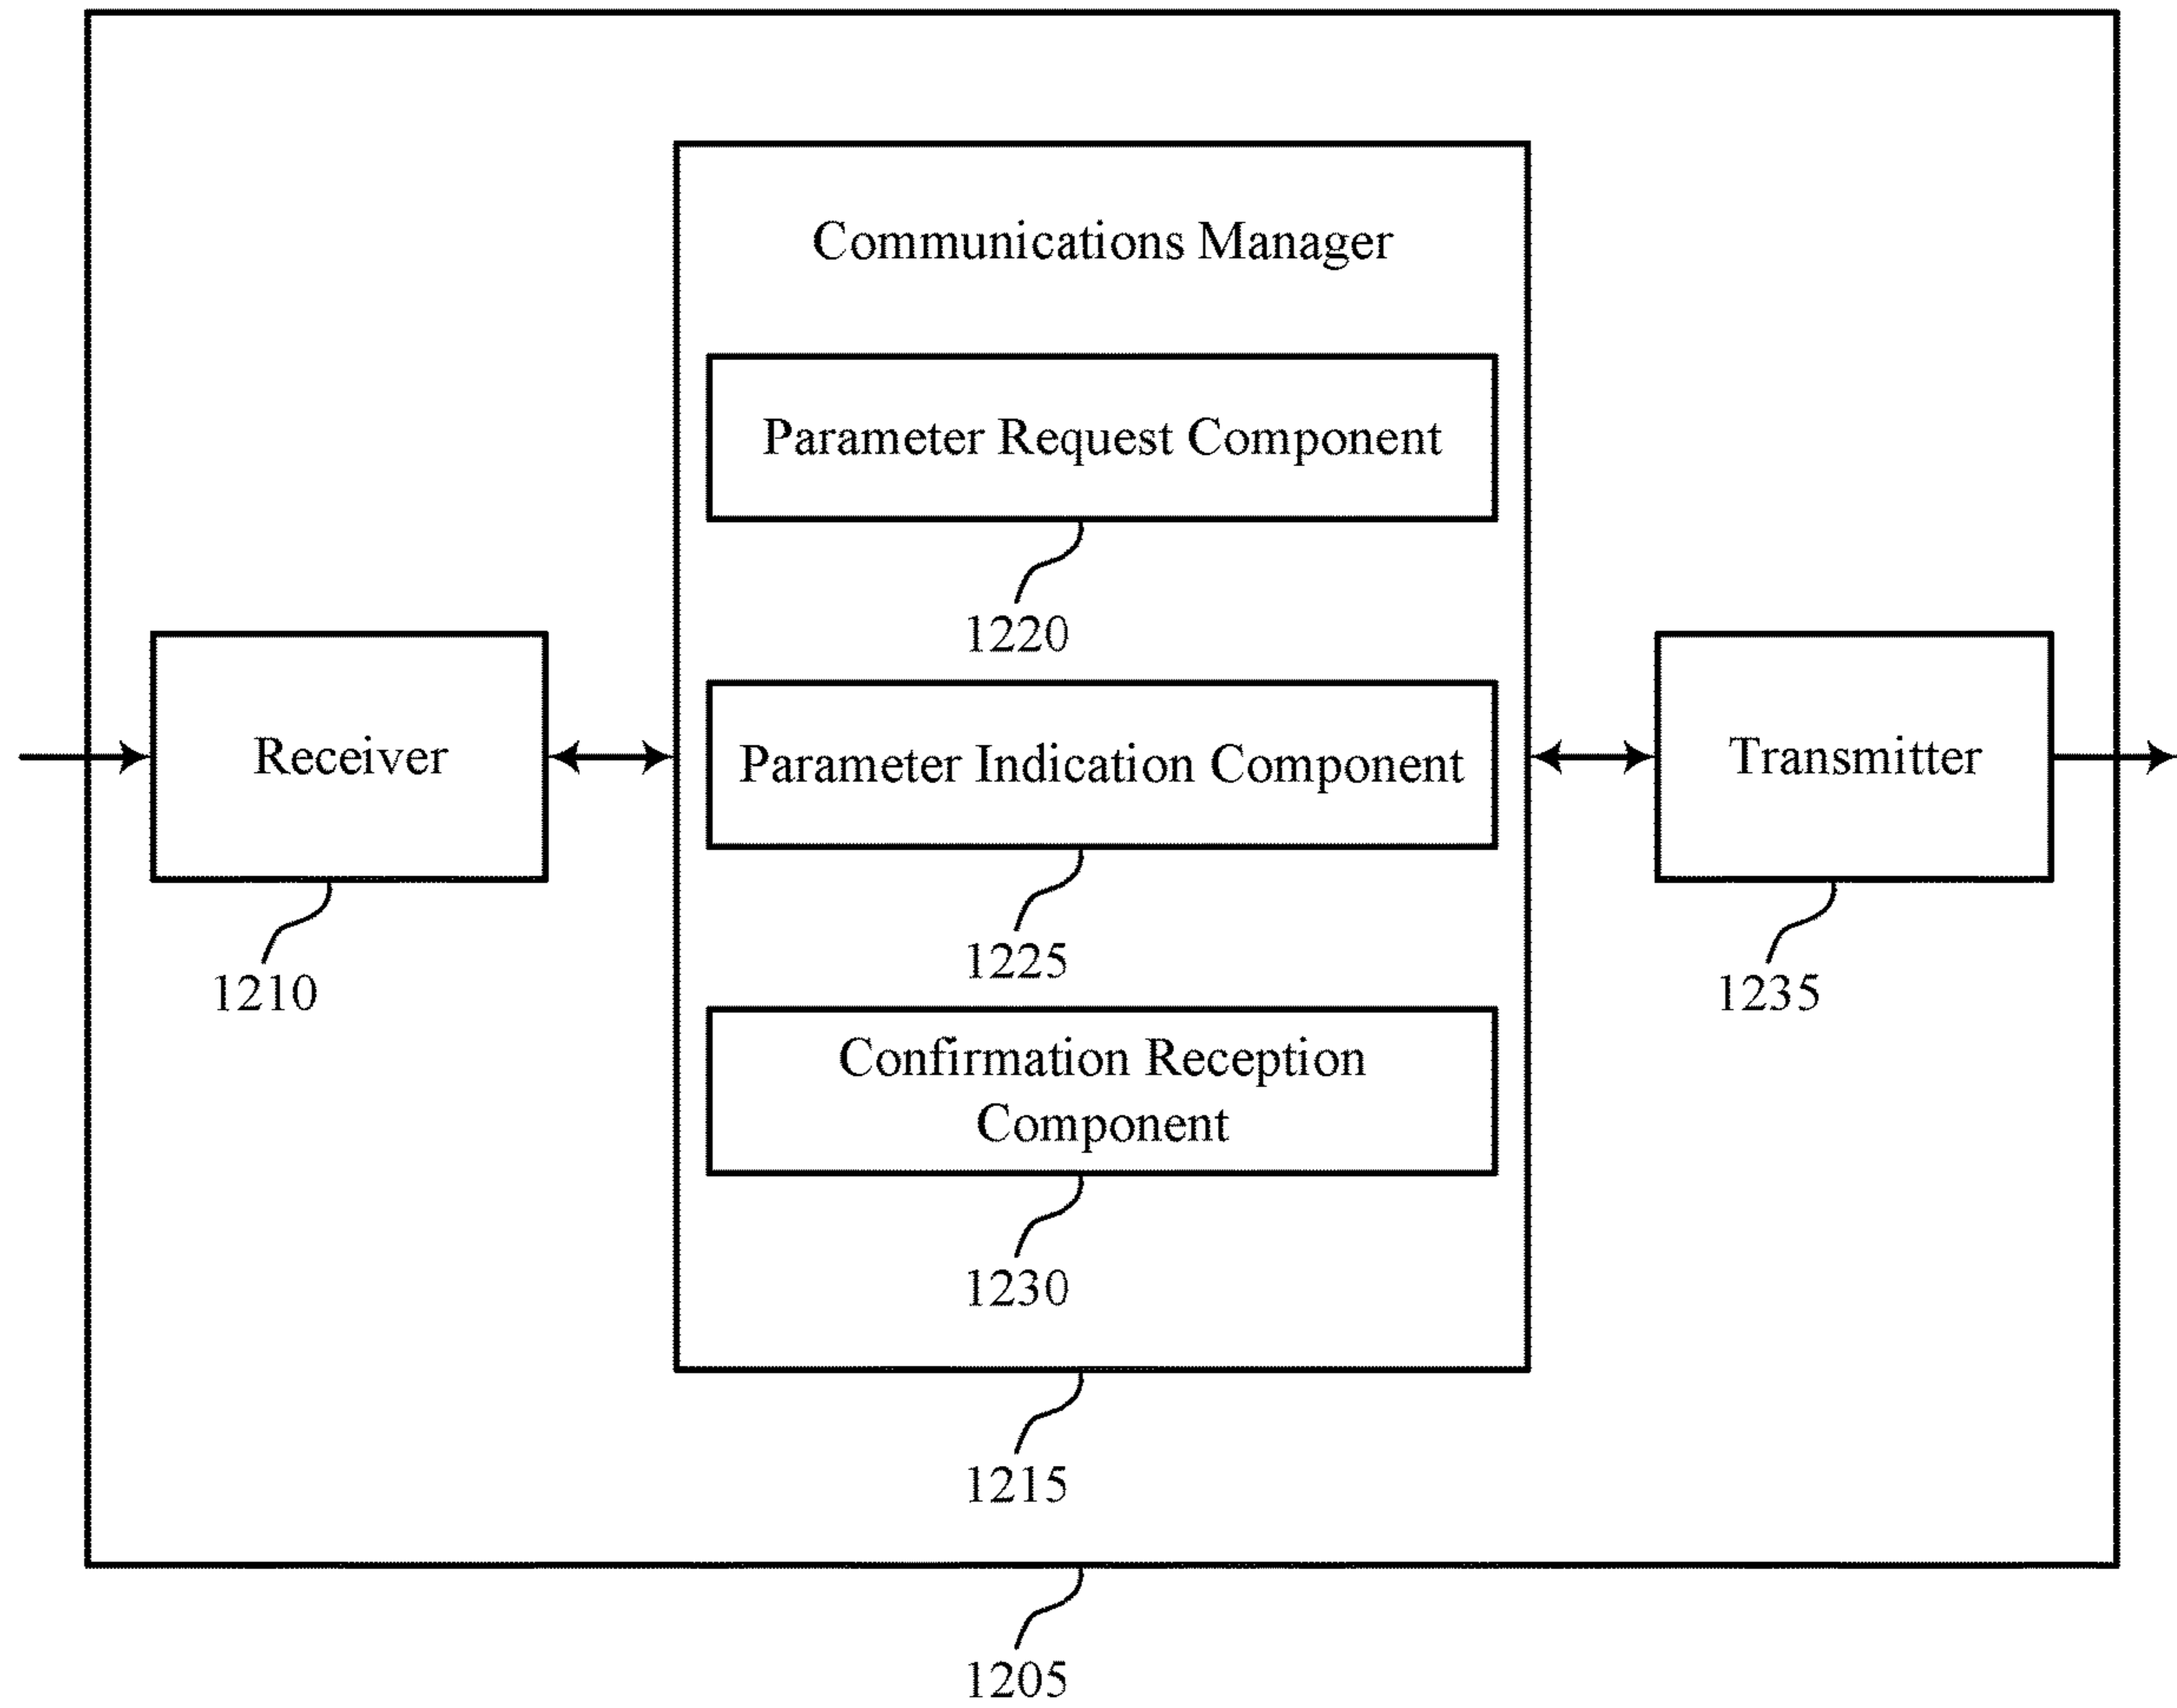 Communications Manager
Parameter Request Component
1220
Receiver
1210
Parameter Indication Component
1225
Transmitter
1235
Confirmation Reception
Component
1230
1215
1205